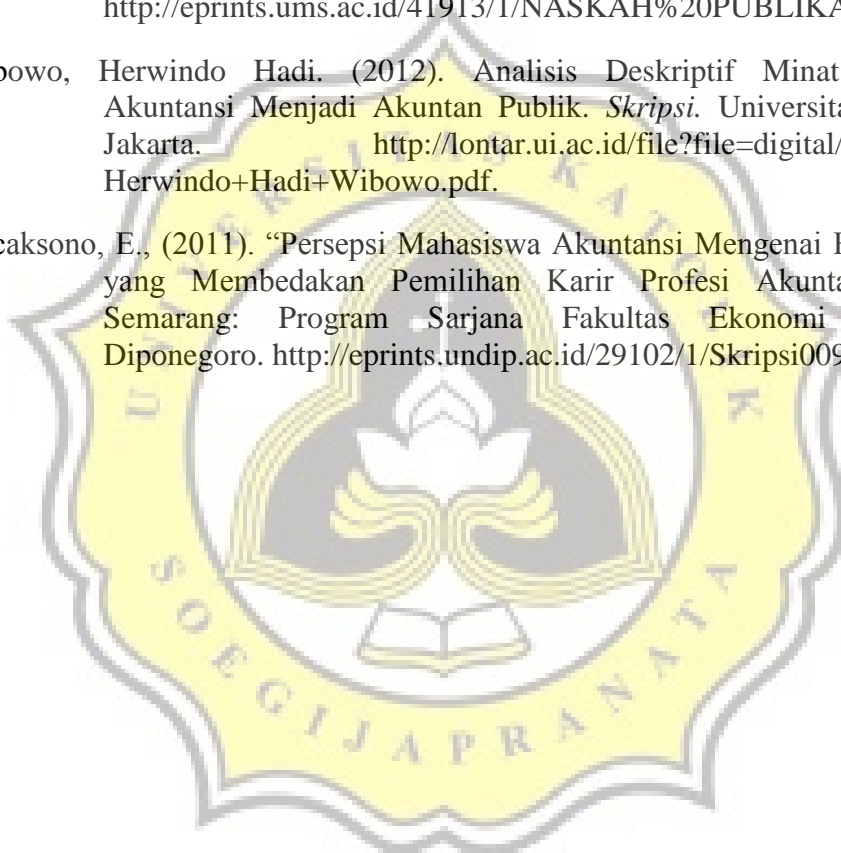 http://eprints.ums.ac.id/41913/1/NASKAH%20PUBLIKA
bowo, Herwindo Hadi. (2012). Analisis Deskriptif Minat
Akuntansi Menjadi Akuntan Publik. Skripsi. Universita
Jakarta. http://lontar.ui.ac.id/file?file=digital/
Herwindo+Hadi+Wibowo.pdf.
caksono, E., (2011). “Persepsi Mahasiswa Akuntansi Mengenai
yang Membedakan Pemilihan Karir Profesi Akunta
Semarang: Program Sarjana Fakultas Ekonomi
Diponegoro. http://eprints.undip.ac.id/29102/1/Skripsi009
UNIVERSITAS KATOLIK
SOEGIJAPRANATA